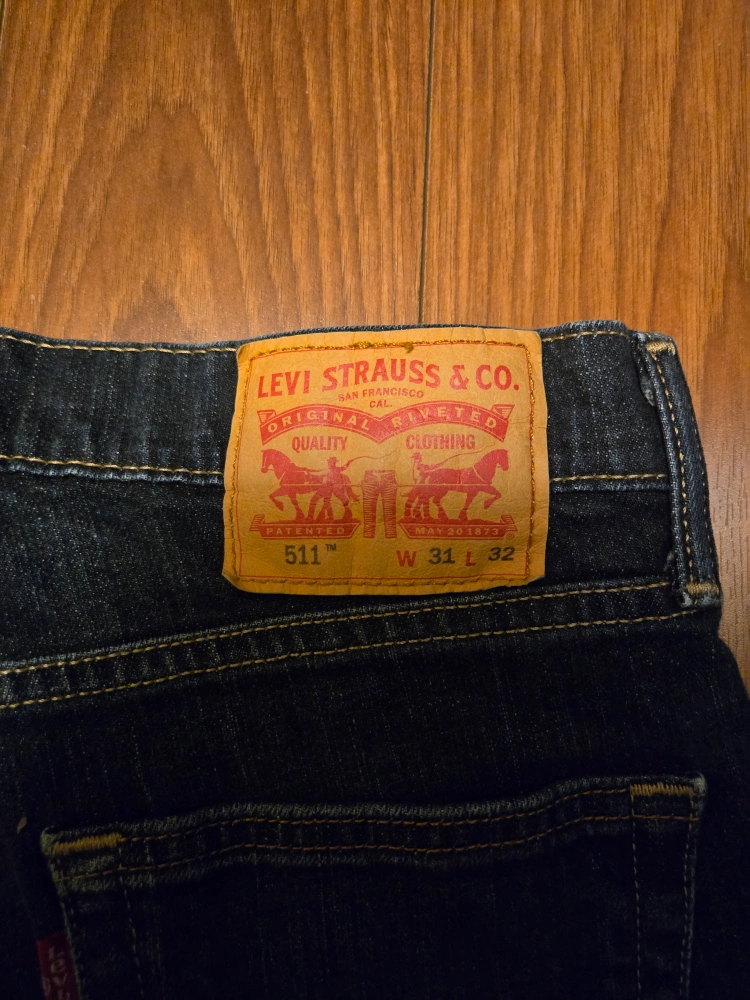 LEVI STRAUSS & CO.
SAN FRANCISCO
CAL.
ORIGINAL RIVETED
QUALITY CLOTHING
PATENTED MAY 20 1873
511™ W 31 L 32